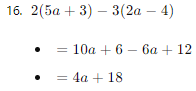 16. 2(5a + 3) − 3(2a − 4)
• = 10a + 6 − 6a + 12
• = 4a + 18